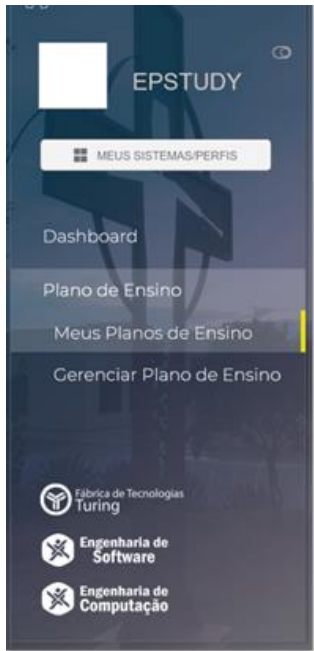 EPSTUDY
MEUS SISTEMAS/PERFIS
Dashboard
Plano de Ensino
Meus Planos de Ensino
Gerenciar Plano de Ensino
Fábrica de Tecnologias
Turing
Engenharia de
Software
Engenharia de
Computação